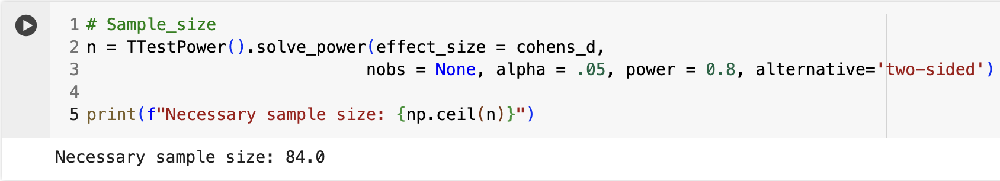 1 # Sample_size
2 n = TTestPower().solve_power(effect_size = cohens_d,
3                              nobs = None, alpha = .05, power = 0.8, alternative='two-sided')
4
5 print(f"Necessary sample size: {np.ceil(n)}")
Necessary sample size: 84.0